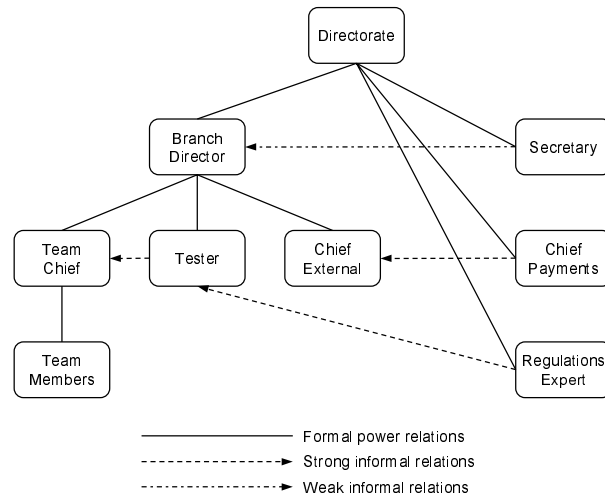 Directorate
Branch
Director
Secretary
Team
Chief
Tester
Chief
External
Chief
Payments
Team
Members
Regulations
Expert
Formal power relations
Strong informal relations
Weak informal relations